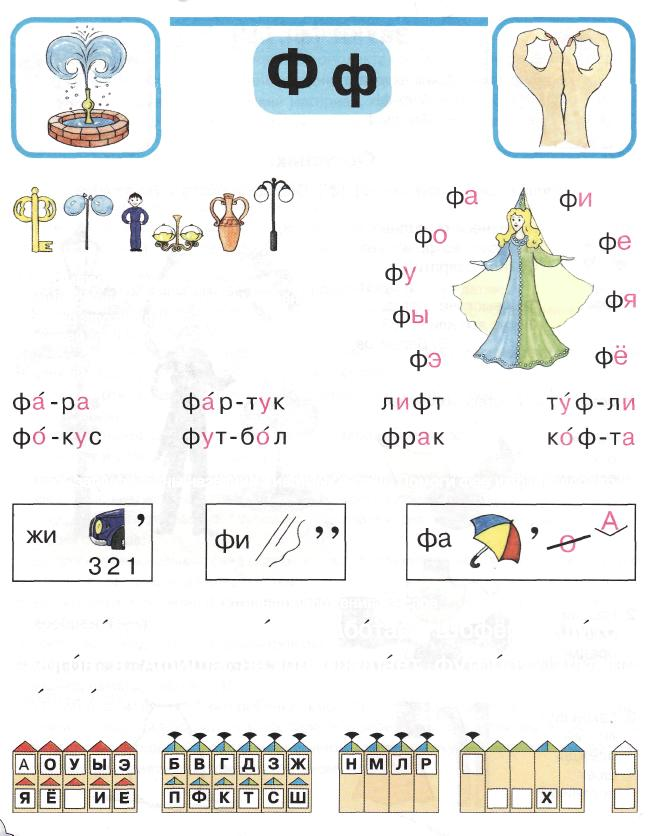 Ф ф
фа фи
фо фе
фу фя
фы фё
фэ
фа́-ра фа́р-тук лифт ту́ф-ли
фо́-кус фут-бо́л фрак ко́ф-та
жи ’ фи ’’ фа ’ о А
321
А О У Ы Э Б В Г Д З Ж Н М Л Р
Я Ё И Е П Ф К Т С Ш Х